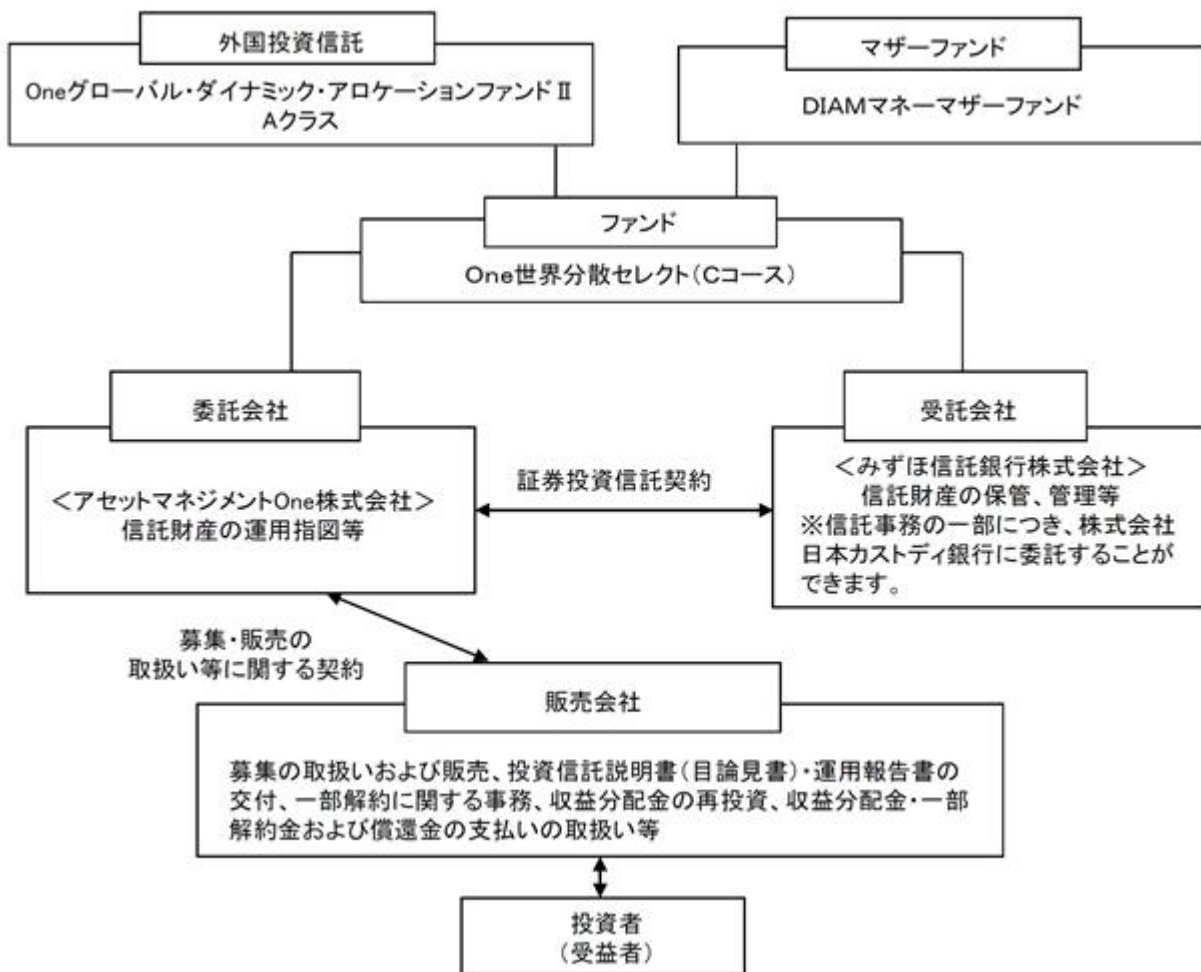 外国投資信託
Oneグローバル・ダイナミック・アロケーションファンドⅡ
Aクラス
マザーファンド
DIAMマネーマザーファンド
ファンド
One世界分散セレクト(Cコース)
委託会社
<アセットマネジメントOne株式会社>
信託財産の運用指図等
証券投資信託契約
受託会社
<みずほ信託銀行株式会社>
信託財産の保管、管理等
※信託事務の一部につき、株式会社
日本カストディ銀行に委託することが
できます。
募集・販売の
取扱い等に関する契約
販売会社
募集の取扱いおよび販売、投資信託説明書(目論見書)・運用報告書の
交付、一部解約に関する事務、収益分配金の再投資、収益分配金・一部
解約金および償還金の支払いの取扱い等
投資者
(受益者)